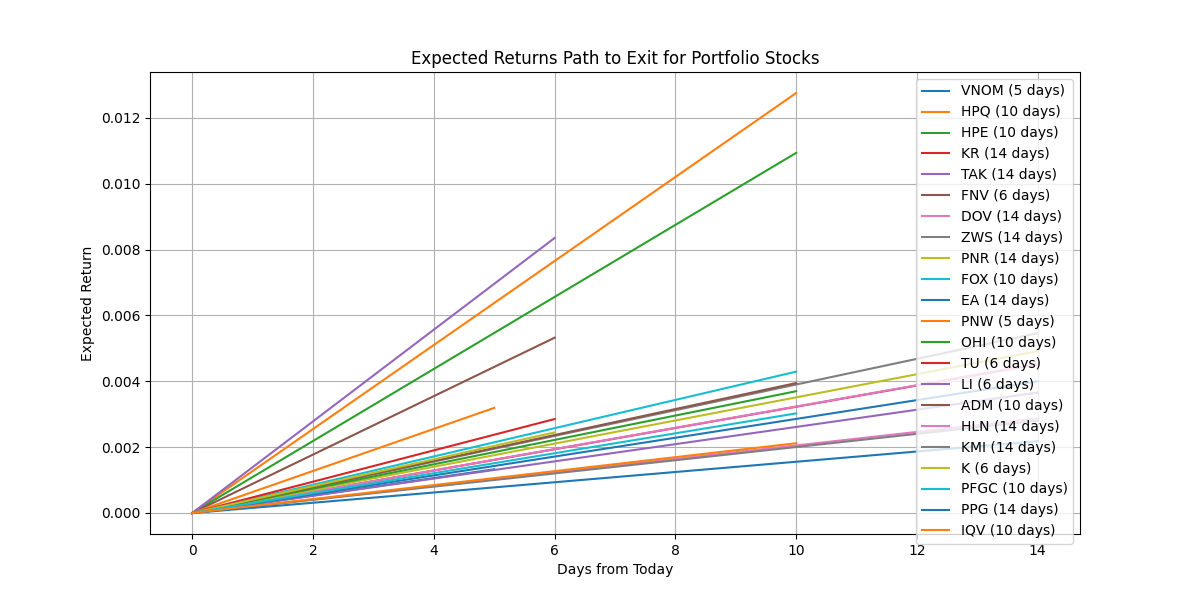 Expected Returns Path to Exit for Portfolio Stocks
Expected Return
0.012
0.010
0.008
0.006
0.004
0.002
0.000
VNOM (5 days)
HPQ (10 days)
HPE (10 days)
KR (14 days)
TAK (14 days)
FNV (6 days)
DOV (14 days)
ZWS (14 days)
PNR (14 days)
FOX (10 days)
EA (14 days)
PNW (5 days)
OHI (10 days)
TU (6 days)
LI (6 days)
ADM (10 days)
HLN (14 days)
KMI (14 days)
K (6 days)
PFGC (10 days)
PPG (14 days)
IQV (10 days)
0 2 4 6 8 10 12 14
Days from Today